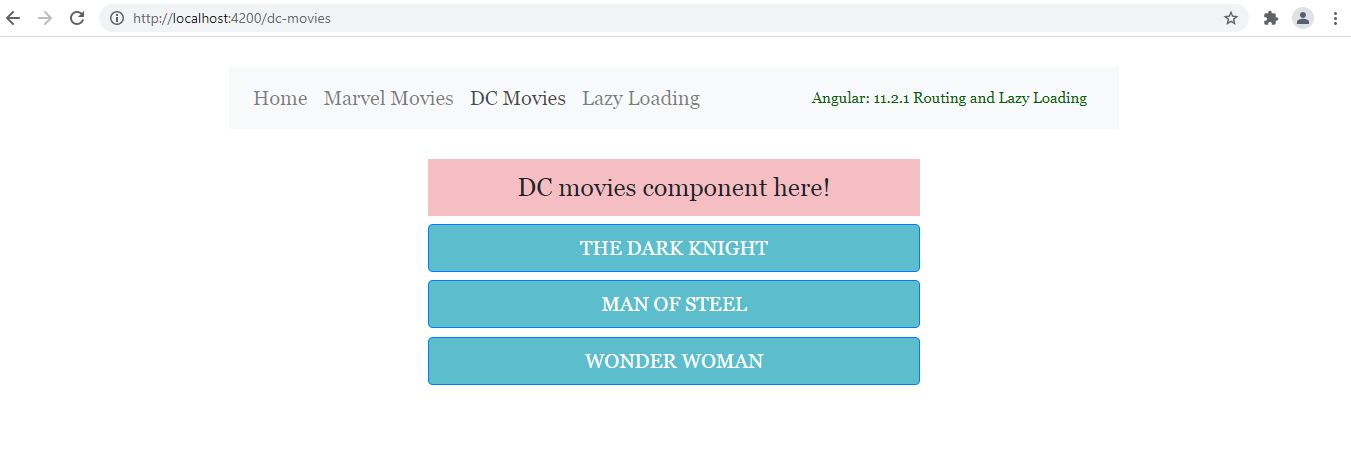 http://localhost:4200/dc-movies
Home Marvel Movies DC Movies Lazy Loading Angular: 11.2.1 Routing and Lazy Loading
DC movies component here!
THE DARK KNIGHT
MAN OF STEEL
WONDER WOMAN